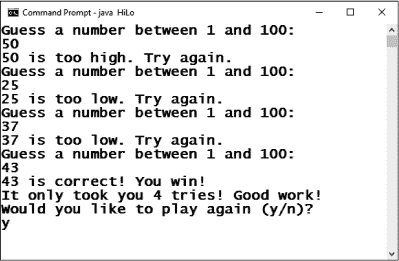 Command Prompt - java HiLo
Guess a number between 1 and 100:
50
50 is too high. Try again.
Guess a number between 1 and 100:
25
25 is too low. Try again.
Guess a number between 1 and 100:
37
37 is too low. Try again.
Guess a number between 1 and 100:
43
43 is correct! You win!
It only took you 4 tries! Good work!
Would you like to play again (y/n)?
y